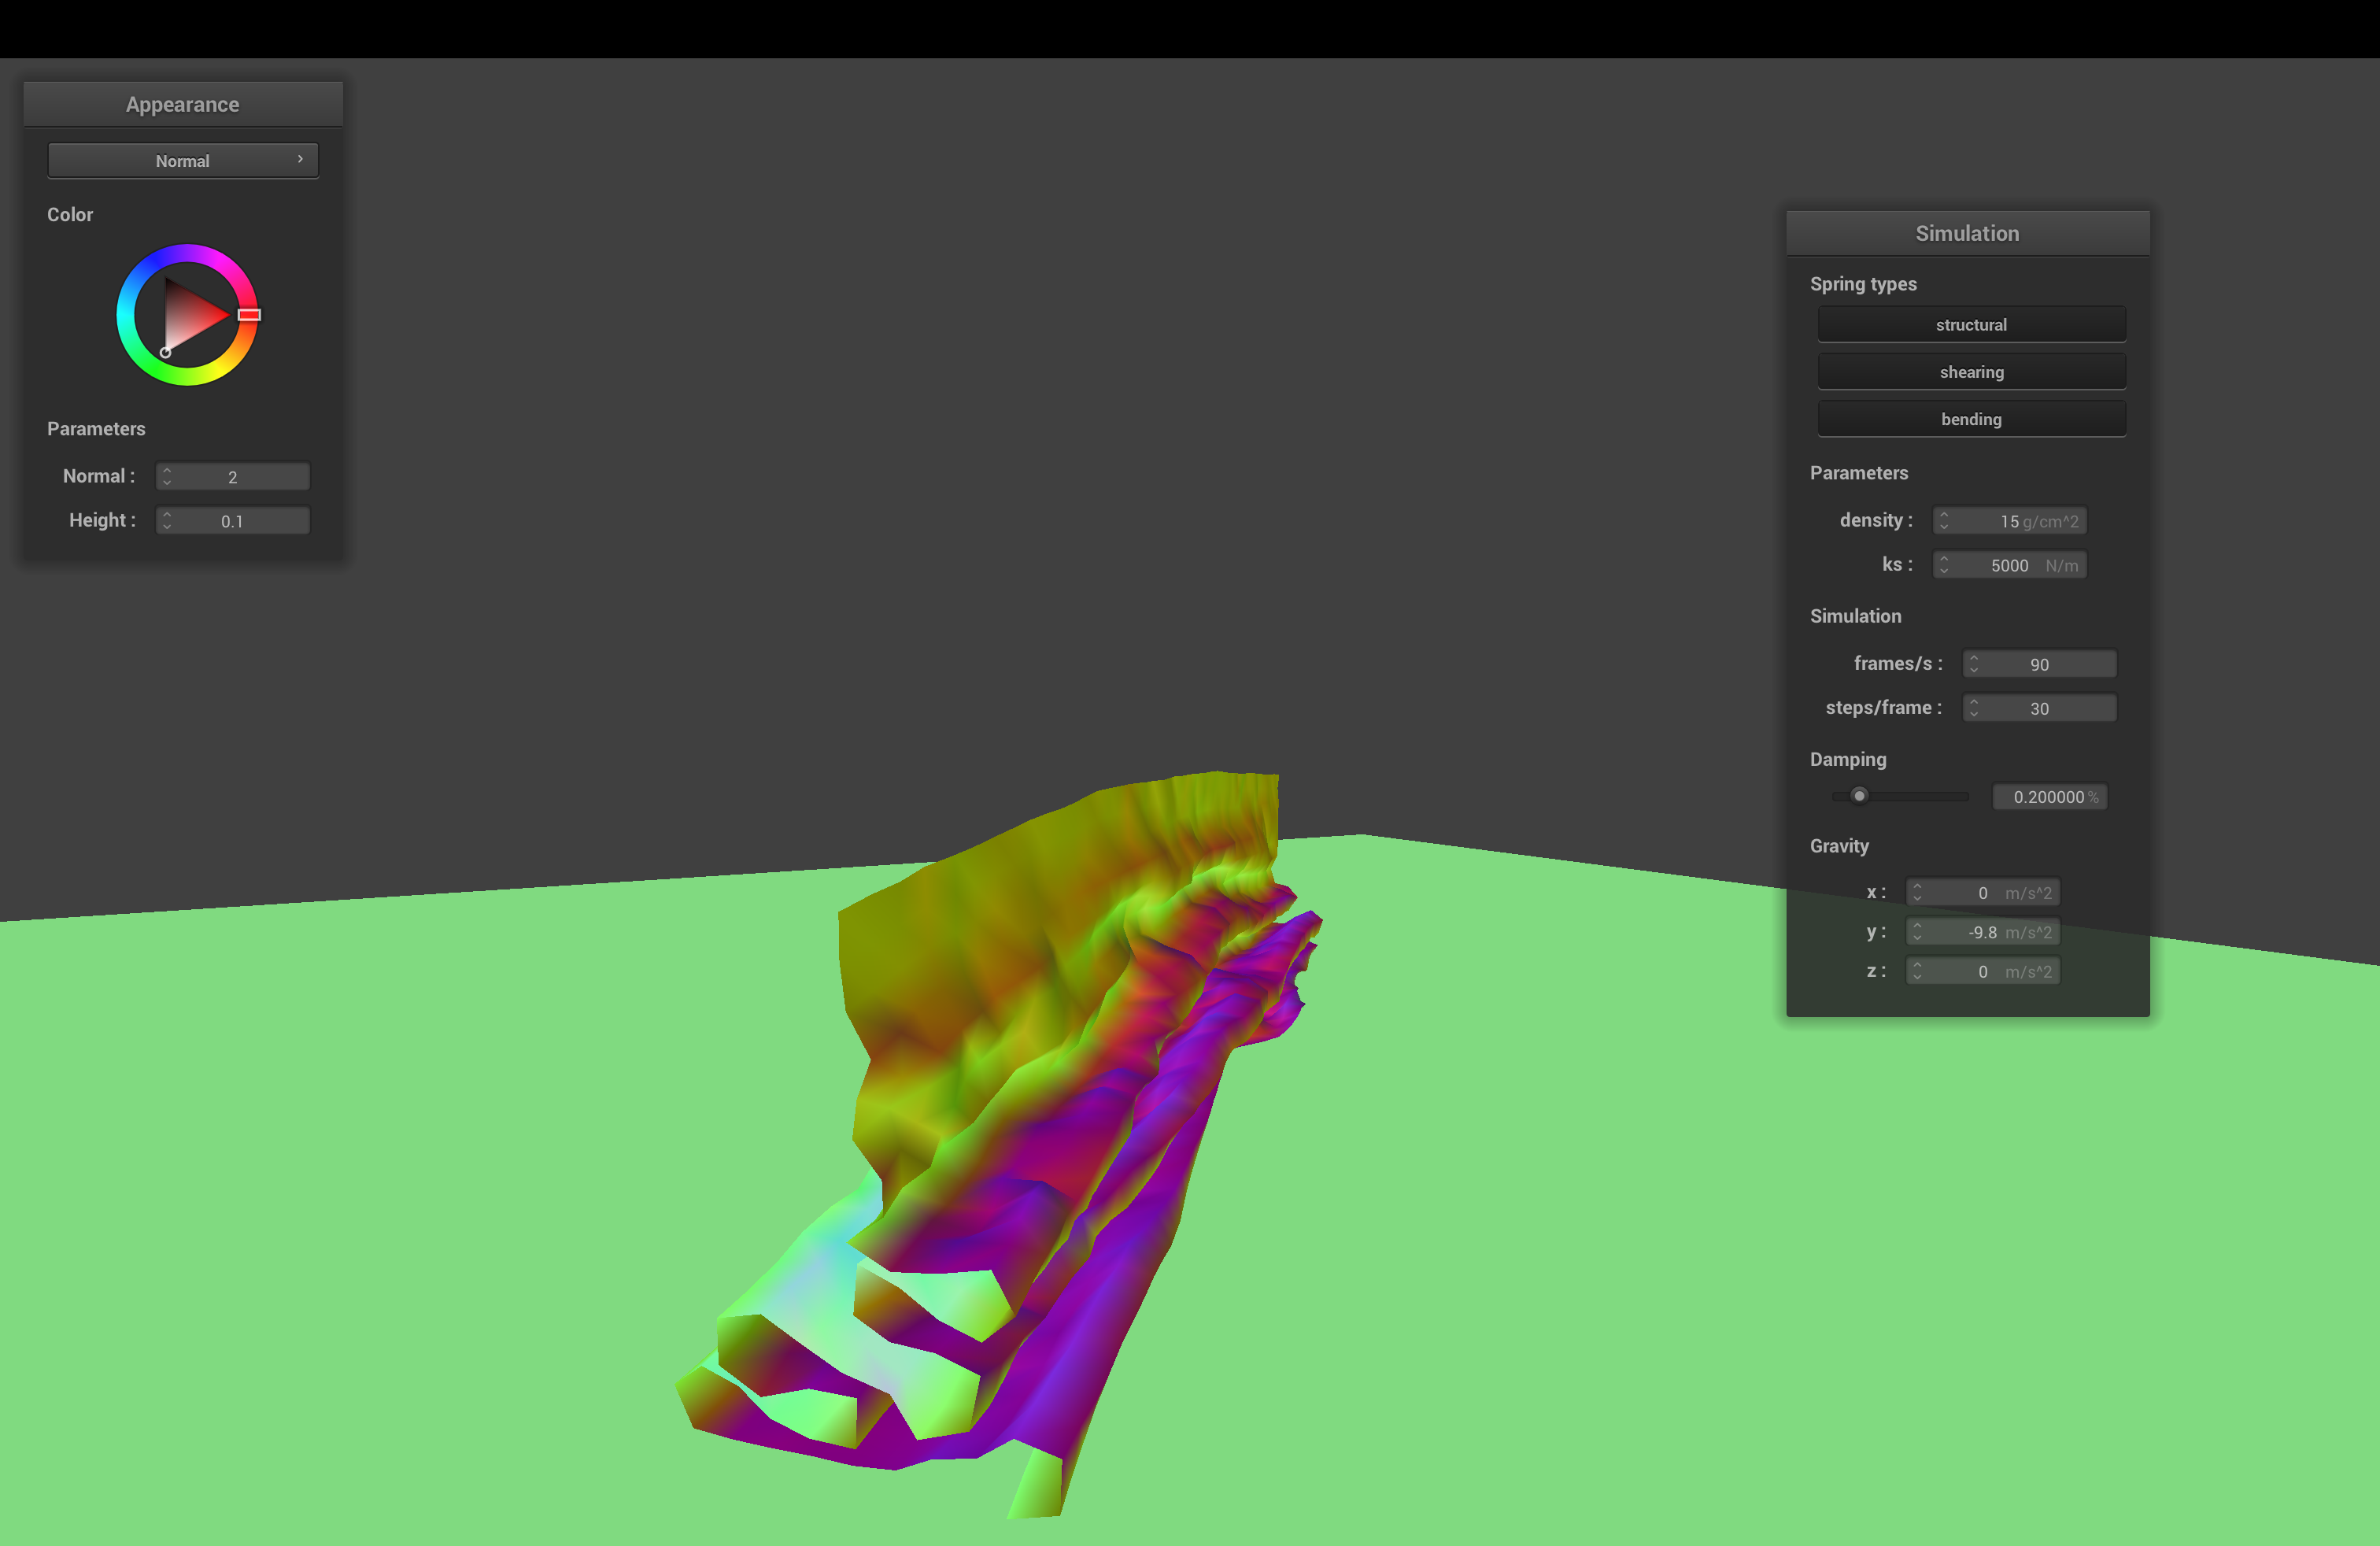 Appearance
Normal
Color
Parameters
Normal : 2
Height : 0.1
Simulation
Spring types
structural
shearing
bending
Parameters
density : 15 g/cm^2
ks : 5000 N/m
Simulation
frames/s : 90
steps/frame : 30
Damping
0.200000 %
Gravity
x : 0 m/s^2
y : -9.8 m/s^2
z : 0 m/s^2